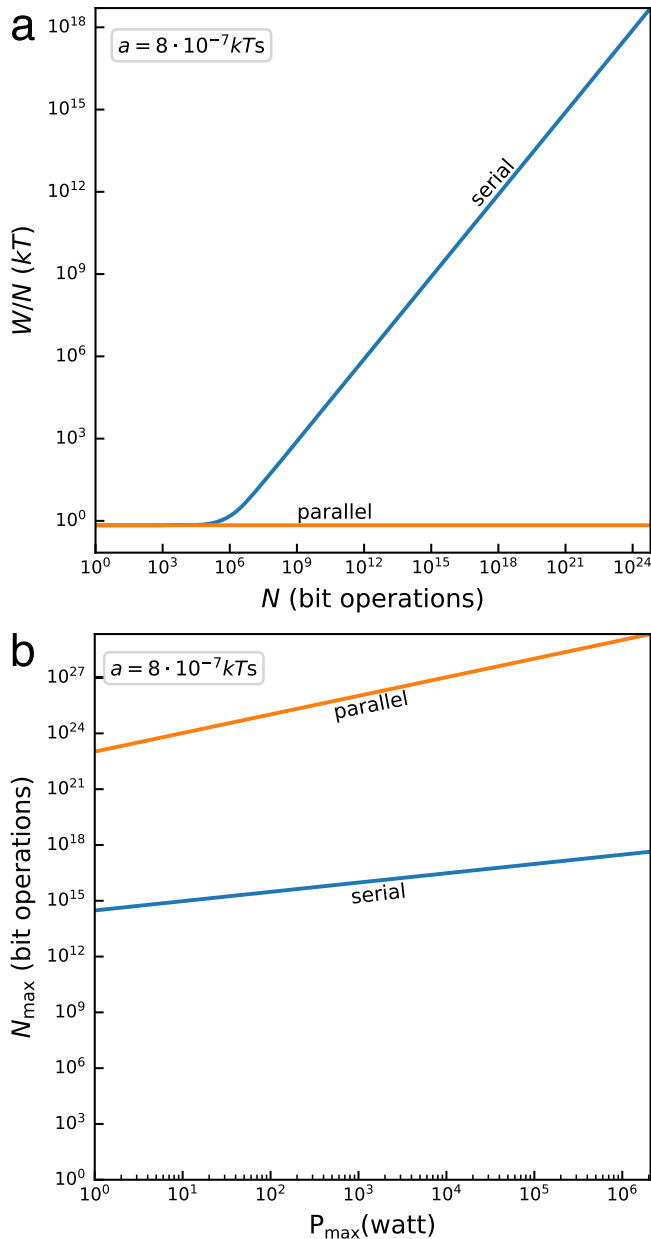 a
a = 8 · 10⁻⁷kTs
10¹⁸
10¹⁵
10¹²
10⁹
10⁶
10³
10⁰
W/N (kT)
serial
parallel
10⁰ 10³ 10⁶ 10⁹ 10¹² 10¹⁵ 10¹⁸ 10²¹ 10²⁴
N (bit operations)
b
a = 8 · 10⁻⁷kTs
10²⁷
10²⁴
10²¹
10¹⁸
10¹⁵
10¹²
10⁹
10⁶
10³
10⁰
Nₘₐₓ (bit operations)
parallel
serial
10⁰ 10¹ 10² 10³ 10⁴ 10⁵ 10⁶
Pₘₐₓ(watt)